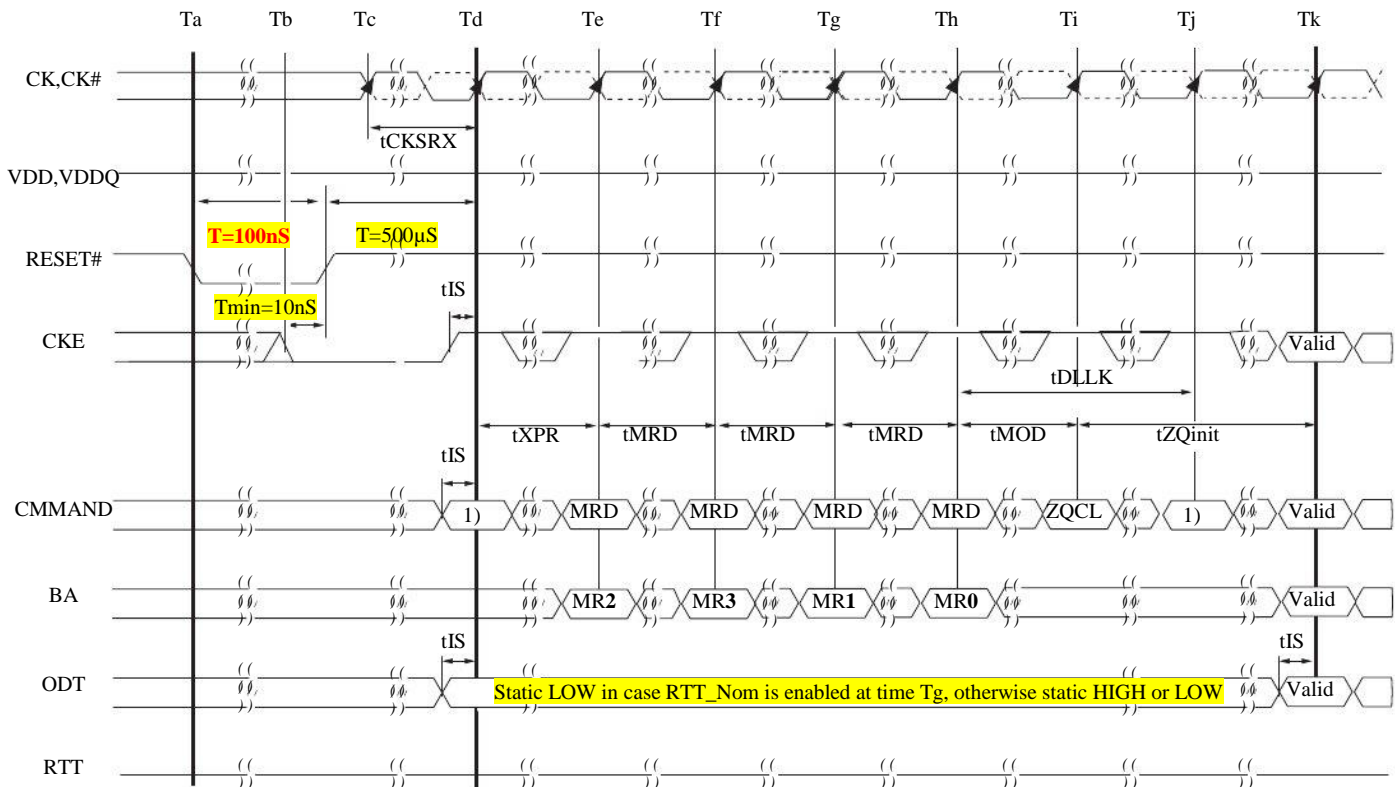 Ta Tb Tc Td Te Tf Tg Th Ti Tj Tk
CK,CK#
tCKSRX
VDD,VDDQ
T=100nS T=500µS
RESET#
Tmin=10nS tIS
CKE Valid
tDLLK
tXPR tMRD tMRD tMRD tMOD tZQinit
tIS
CMMAND 1) MRD MRD MRD MRD ZQCL 1) Valid
BA MR2 MR3 MR1 MR0 Valid
tIS tIS
ODT Static LOW in case RTT_Nom is enabled at time Tg, otherwise static HIGH or LOW Valid
RTT